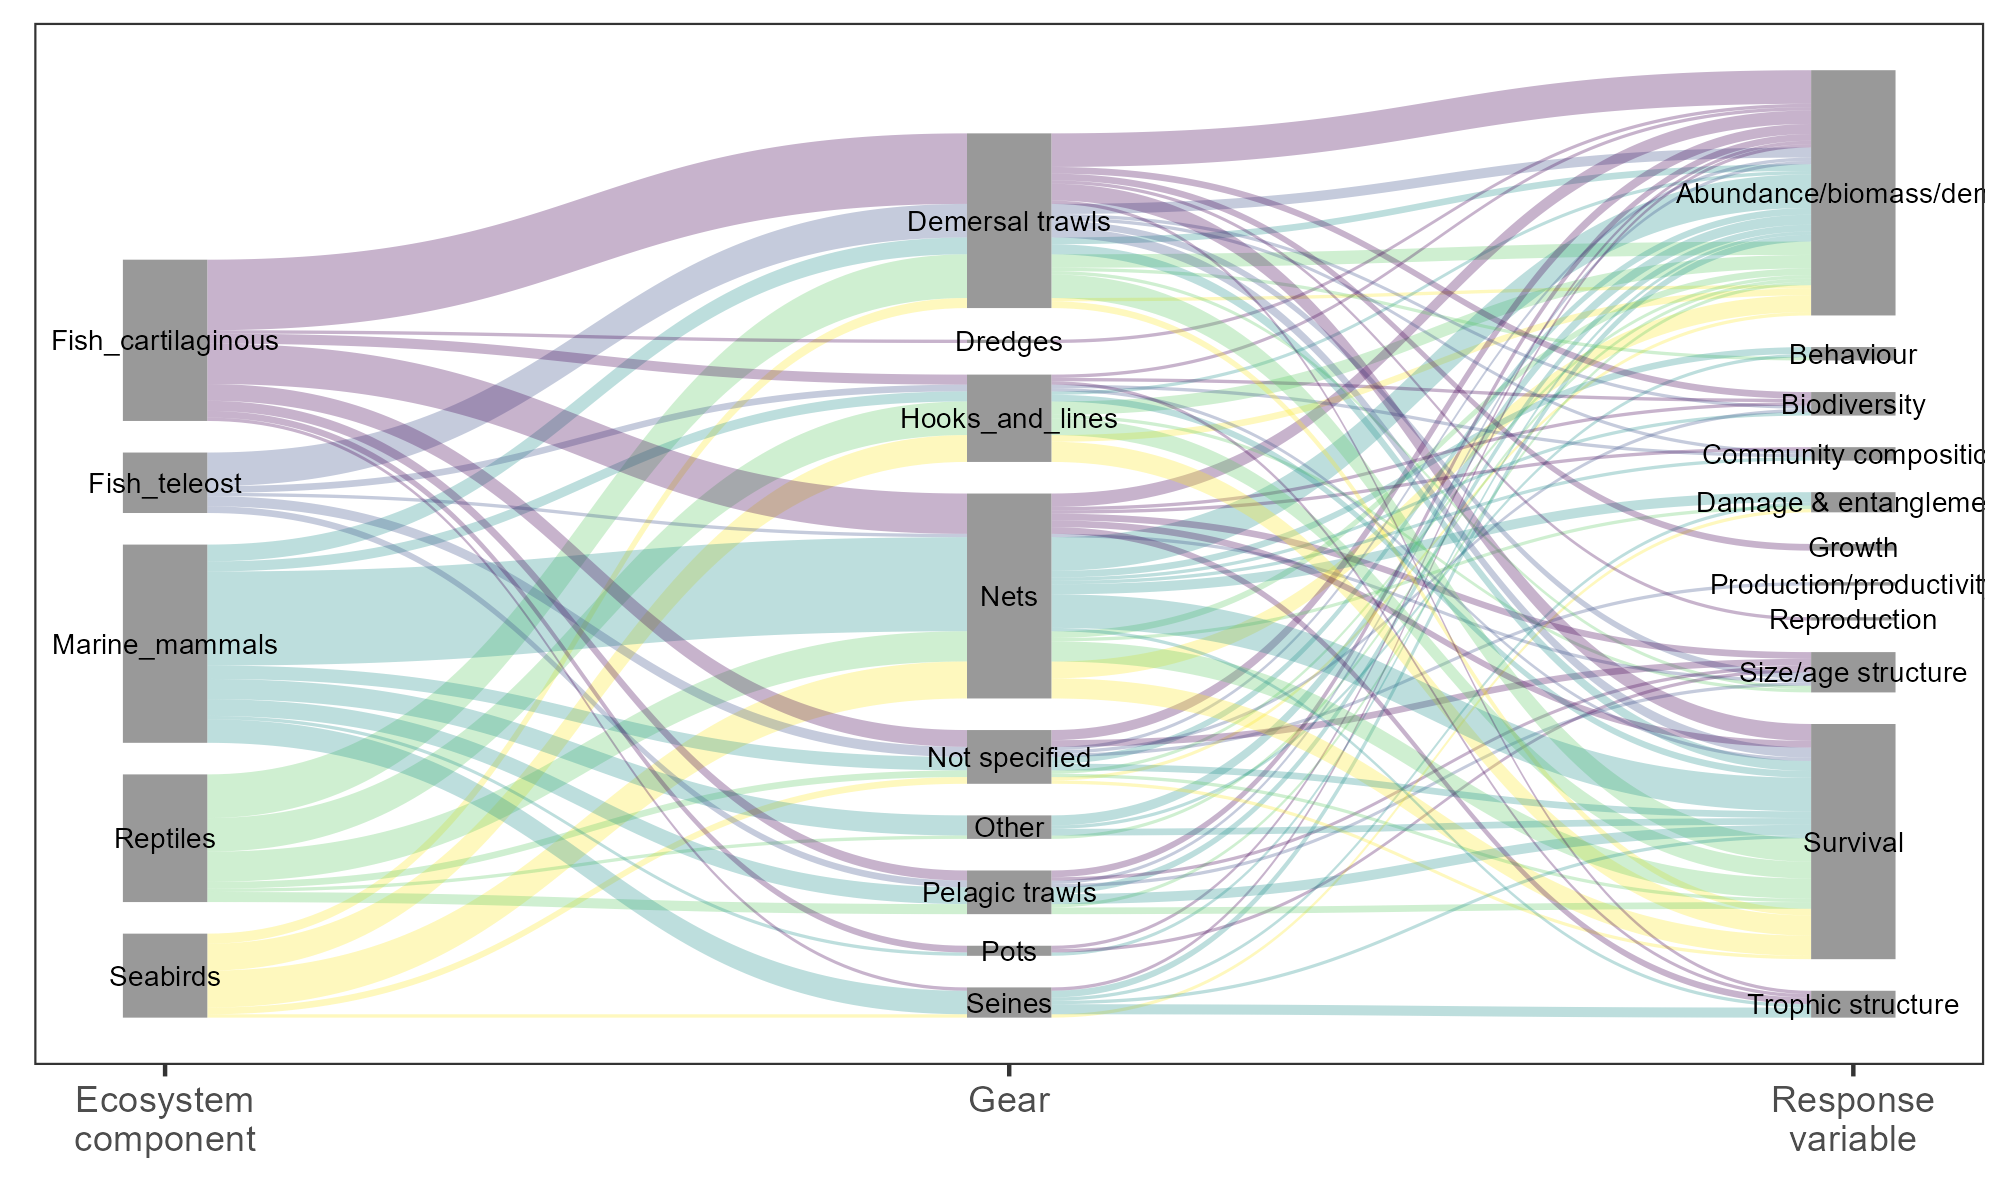 Fish_cartilaginous
Fish_teleost
Marine_mammals
Reptiles
Seabirds
Demersal trawls
Dredges
Hooks_and_lines
Nets
Not specified
Other
Pelagic trawls
Pots
Seines
Abundance/biomass/den
Behaviour
Biodiversity
Community compositio
Damage & entangleme
Growth
Production/productivit
Reproduction
Size/age structure
Survival
Trophic structure
Ecosystem
component
Gear
Response
variable